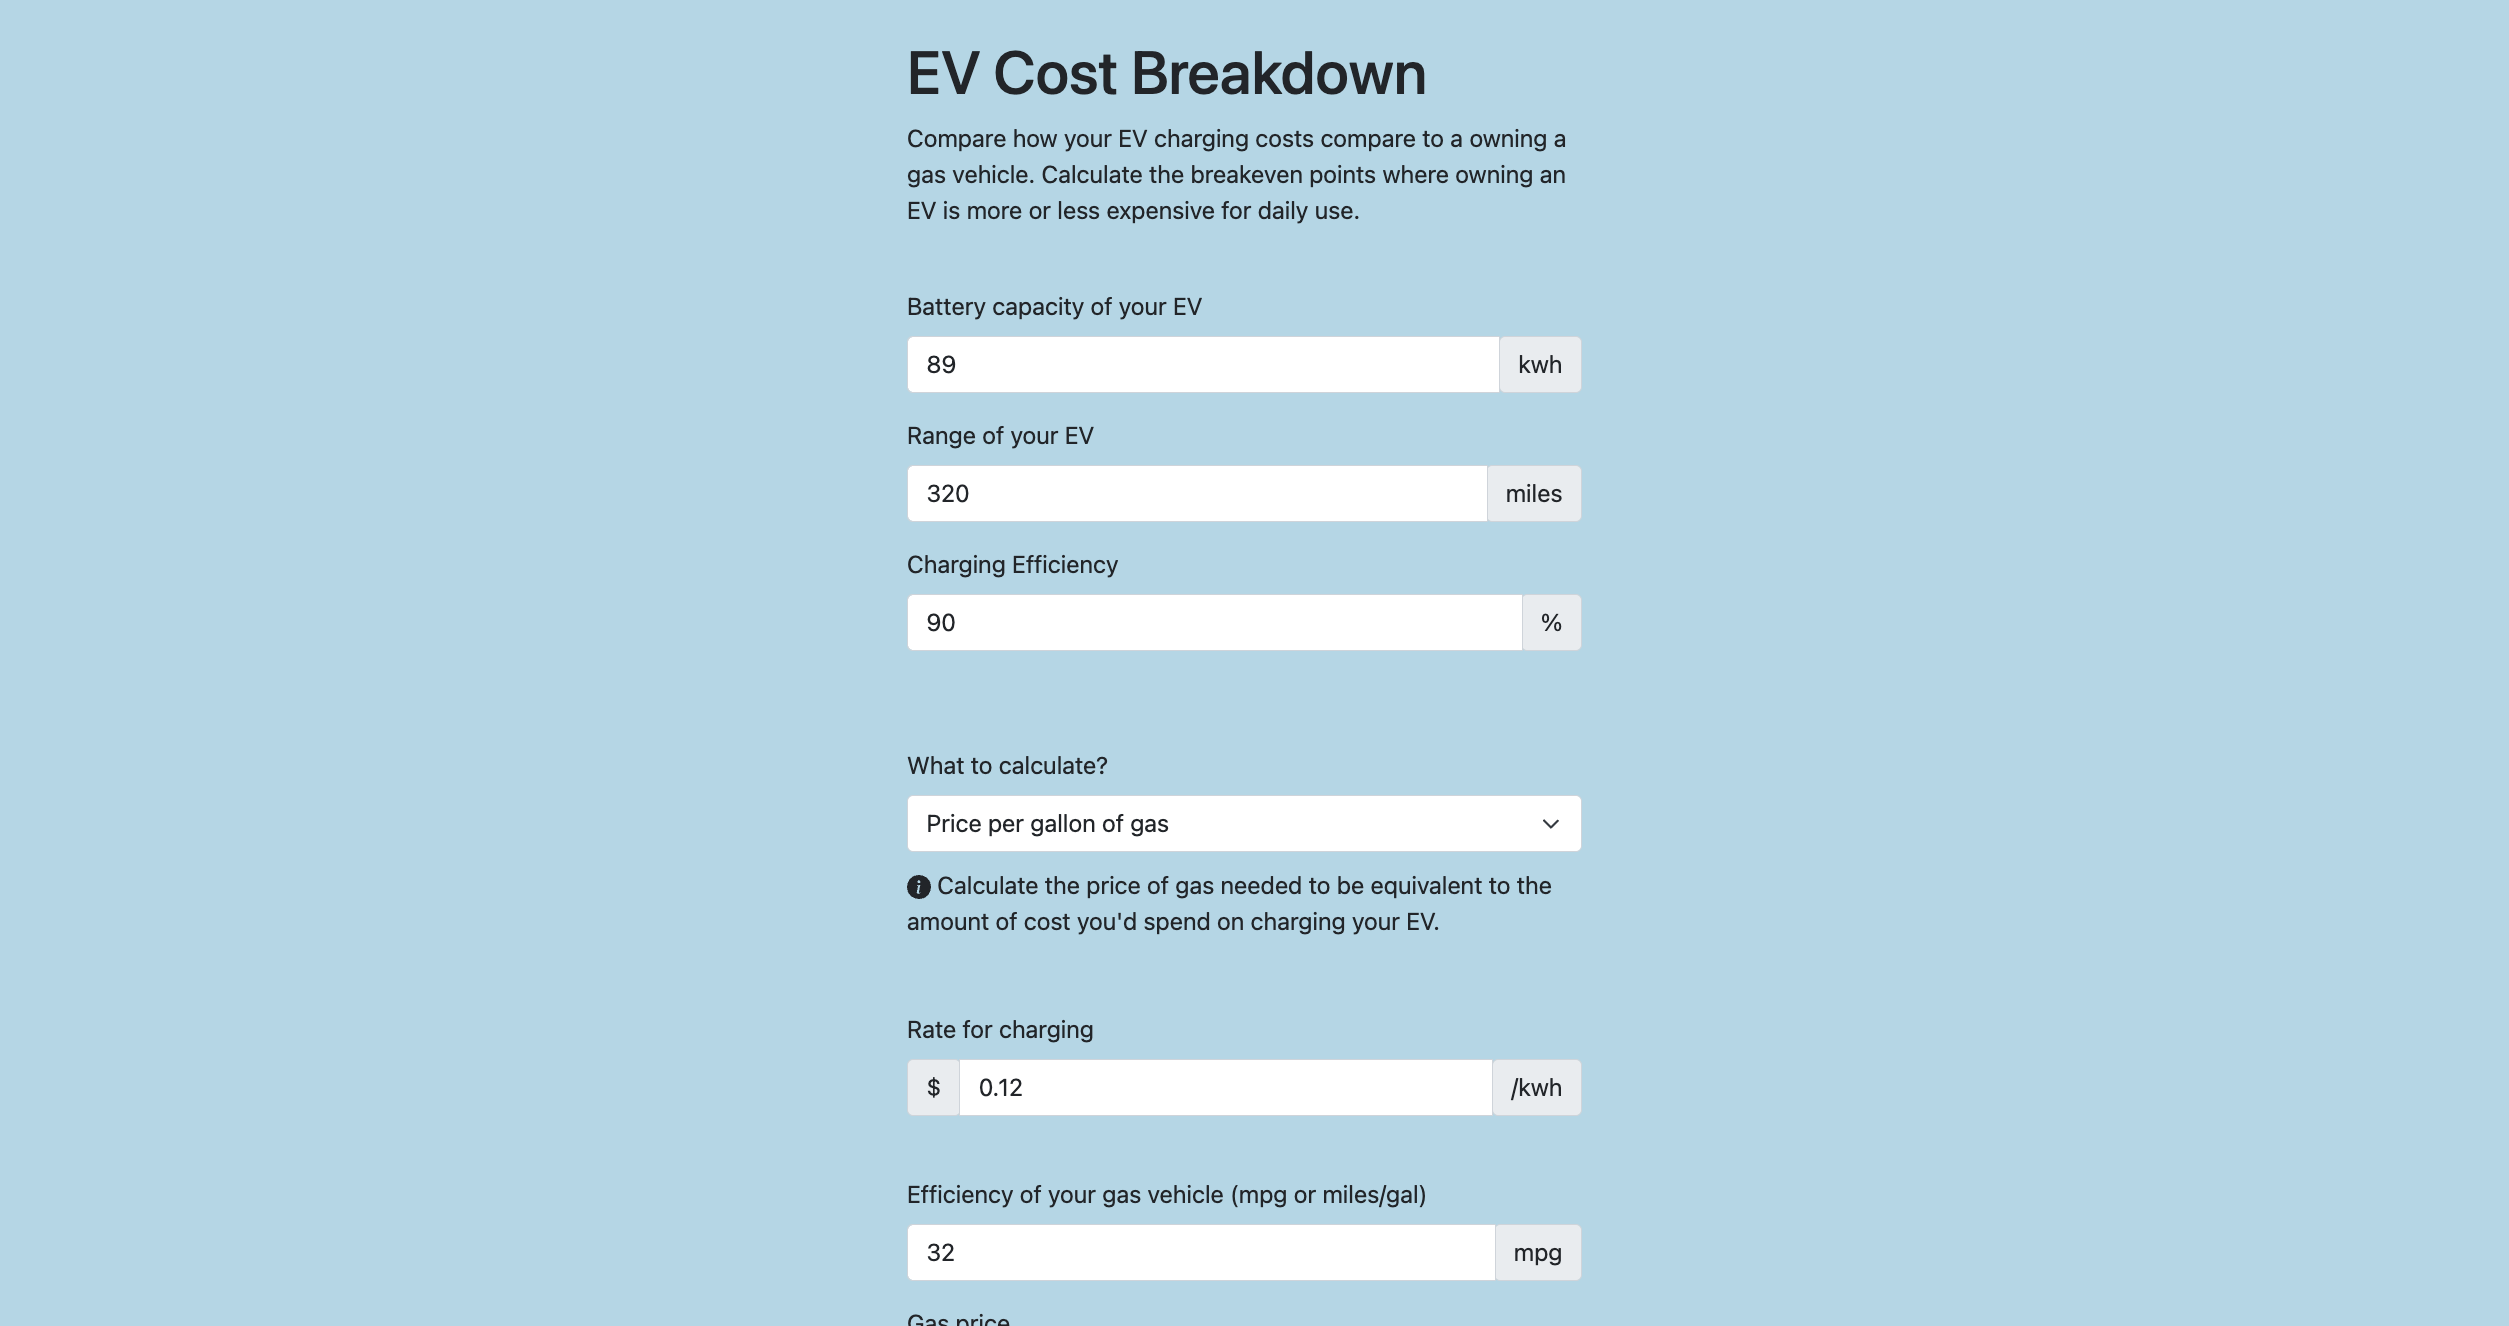 EV Cost Breakdown
Compare how your EV charging costs compare to a owning a
gas vehicle. Calculate the breakeven points where owning an
EV is more or less expensive for daily use.
Battery capacity of your EV
89 kwh
Range of your EV
320 miles
Charging Efficiency
90 %
What to calculate?
Price per gallon of gas
i Calculate the price of gas needed to be equivalent to the
amount of cost you'd spend on charging your EV.
Rate for charging
$ 0.12 /kwh
Efficiency of your gas vehicle (mpg or miles/gal)
32 mpg
Gas price